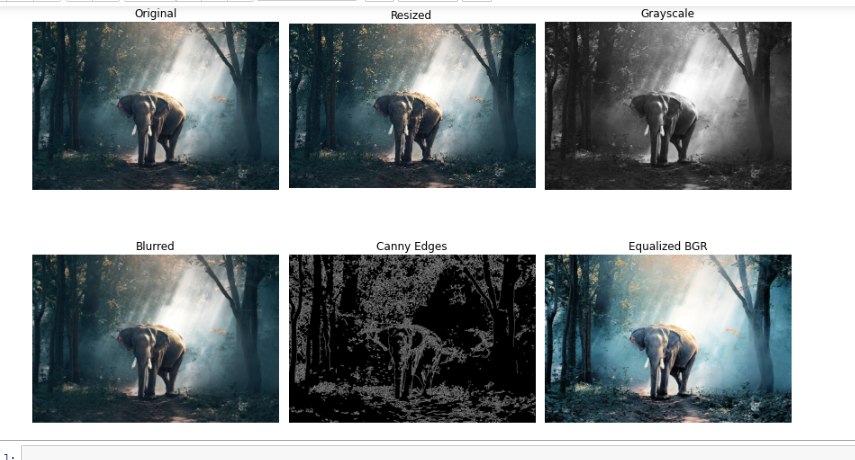 Original
Resized
Grayscale
Blurred
Canny Edges
Equalized BGR
]: